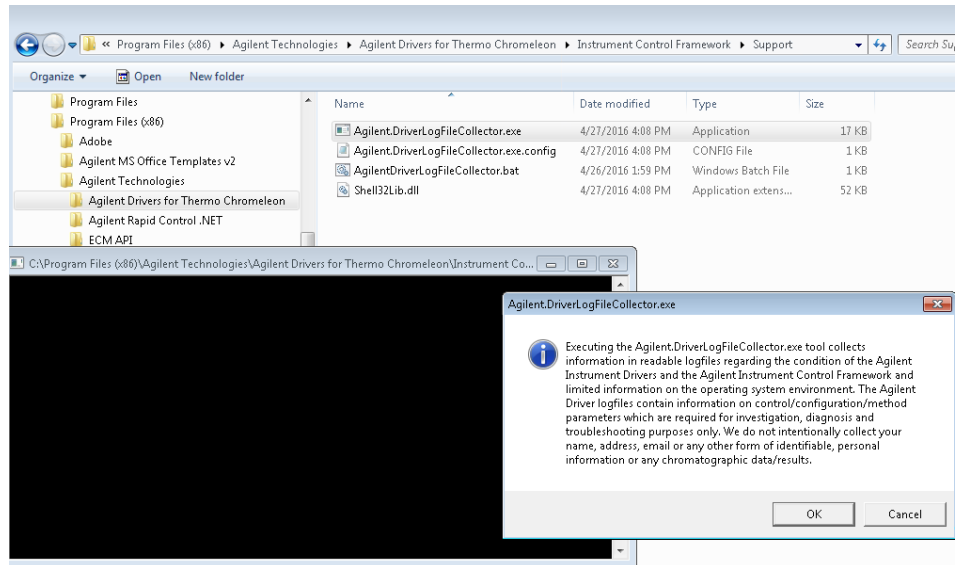 « Program Files (x86) ▸ Agilent Technologies ▸ Agilent Drivers for Thermo Chromeleon ▸ Instrument Control Framework ▸ Support
Search Su
Organize
Open
New folder
Program Files
Program Files (x86)
Adobe
Agilent MS Office Templates v2
Agilent Technologies
Agilent Drivers for Thermo Chromeleon
Agilent Rapid Control .NET
ECM API
Name Date modified Type Size
Agilent.DriverLogFileCollector.exe 4/27/2016 4:08 PM Application 17 KB
Agilent.DriverLogFileCollector.exe.config 4/27/2016 4:08 PM CONFIG File 1 KB
AgilentDriverLogFileCollector.bat 4/26/2016 1:59 PM Windows Batch File 1 KB
Shell32Lib.dll 4/27/2016 4:08 PM Application extens... 52 KB
C:\Program Files (x86)\Agilent Technologies\Agilent Drivers for Thermo Chromeleon\Instrument Co...
Agilent.DriverLogFileCollector.exe
Executing the Agilent.DriverLogFileCollector.exe tool collects
information in readable logfiles regarding the condition of the Agilent
Instrument Drivers and the Agilent Instrument Control Framework and
limited information on the operating system environment. The Agilent
Driver logfiles contain information on control/configuration/method
parameters which are required for investigation, diagnosis and
troubleshooting purposes only. We do not intentionally collect your
name, address, email or any other form of identifiable, personal
information or any chromatographic data/results.
OK
Cancel